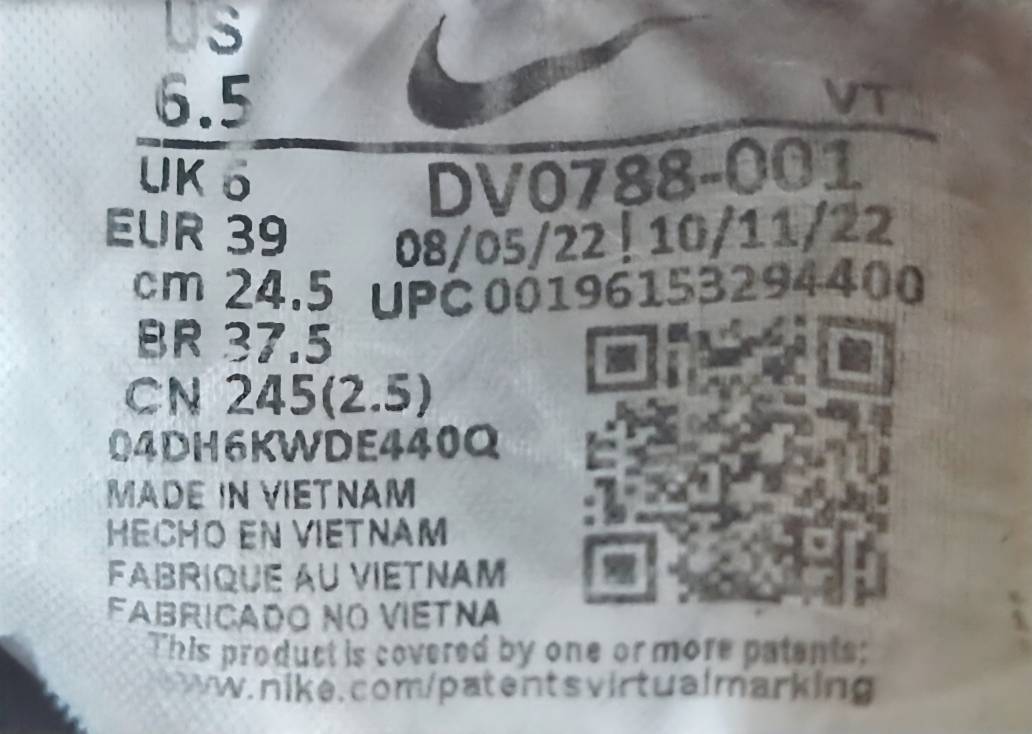 US
6.5
VT
UK 6
DV0788-001
EUR 39
08/05/22 ! 10/11/22
cm 24.5
UPC 00196153294400
BR 37.5
CN 245(2.5)
04DH6KWDE440Q
MADE IN VIETNAM
HECHO EN VIETNAM
FABRIQUE AU VIETNAM
FABRICADO NO VIETNA
This product is covered by one or more patents:
www.nike.com/patentsvirtualmarking